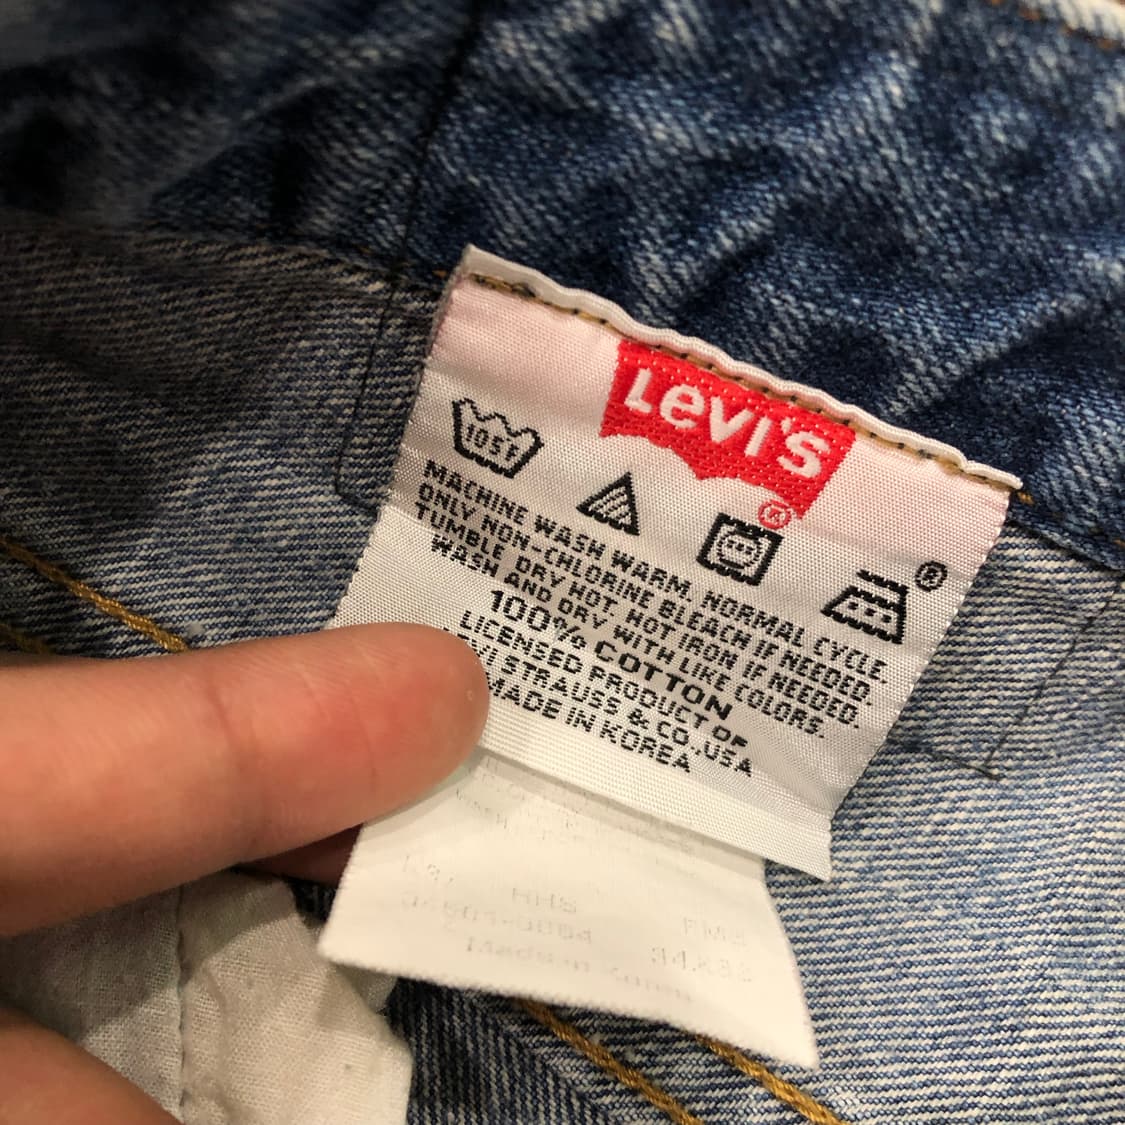 Levi's
®
105F
®
MACHINE WASH WARM. NORMAL CYCLE.
ONLY NON-CHLORINE BLEACH IF NEEDED.
TUMBLE DRY HOT. HOT IRON IF NEEDED.
WASH AND DRY WITH LIKE COLORS.
100% COTTON
LICENSED PRODUCT OF
STRAUSS & CO.,USA
MADE IN KOREA
HHS